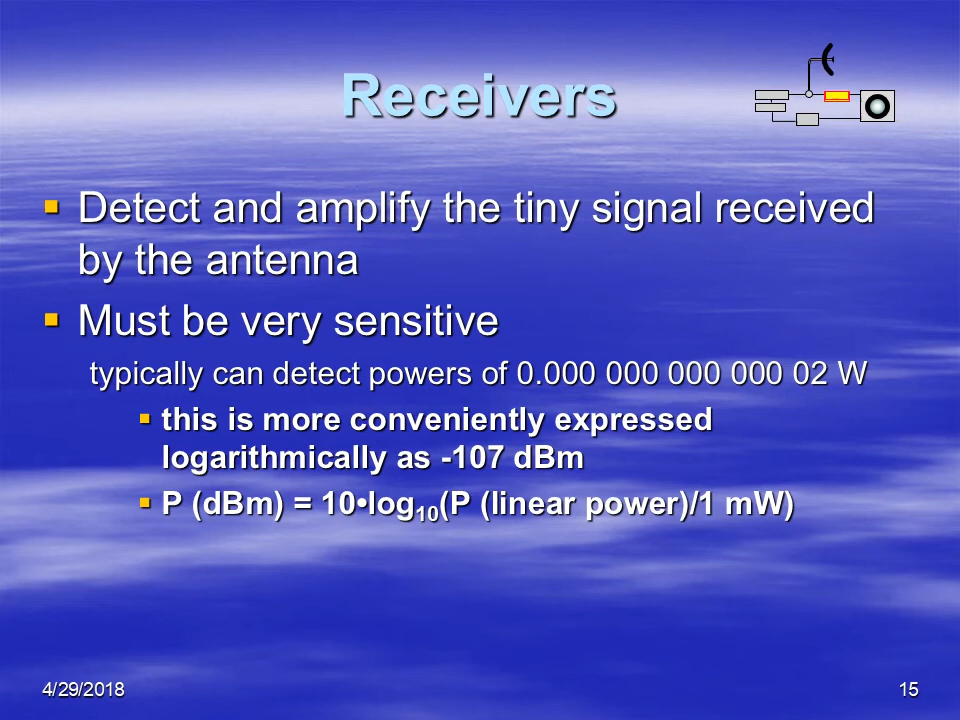 Receivers
▪ Detect and amplify the tiny signal received
by the antenna
▪ Must be very sensitive
typically can detect powers of 0.000 000 000 000 02 W
▪ this is more conveniently expressed
logarithmically as -107 dBm
▪ P (dBm) = 10•log₁₀(P (linear power)/1 mW)
4/29/2018
15